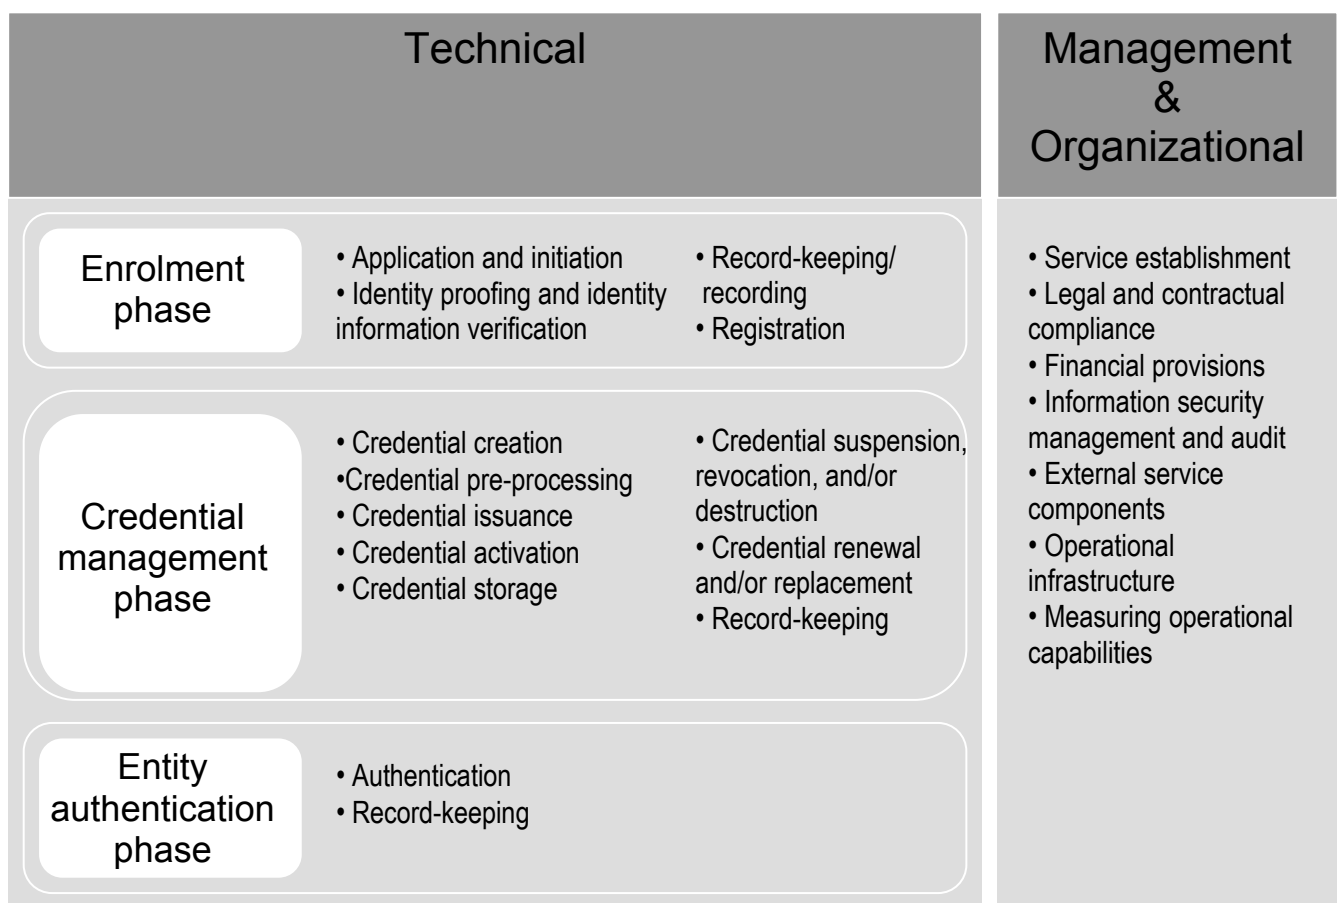 Technical
Management
&
Organizational
Enrolment
phase
• Application and initiation
• Identity proofing and identity
information verification
• Record-keeping/
recording
• Registration
Credential
management
phase
• Credential creation
•Credential pre-processing
• Credential issuance
• Credential activation
• Credential storage
• Credential suspension,
revocation, and/or
destruction
• Credential renewal
and/or replacement
• Record-keeping
Entity
authentication
phase
• Authentication
• Record-keeping
• Service establishment
• Legal and contractual
compliance
• Financial provisions
• Information security
management and audit
• External service
components
• Operational
infrastructure
• Measuring operational
capabilities